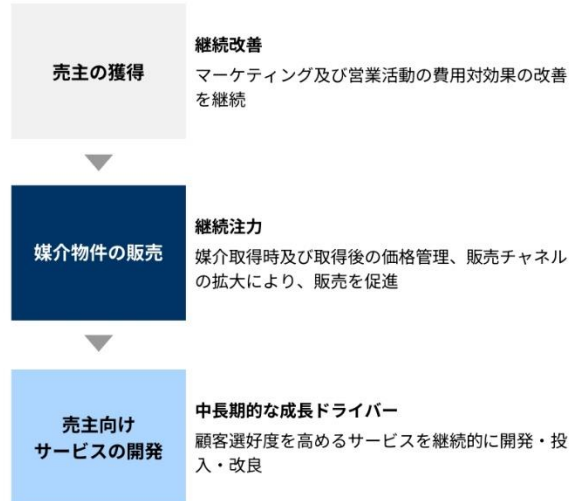 売主の獲得
継続改善
マーケティング及び営業活動の費用対効果の改善
を継続
媒介物件の販売
継続注力
媒介取得時及び取得後の価格管理、販売チャネル
の拡大により、販売を促進
売主向け
サービスの開発
中長期的な成長ドライバー
顧客選好度を高めるサービスを継続的に開発・投
入・改良